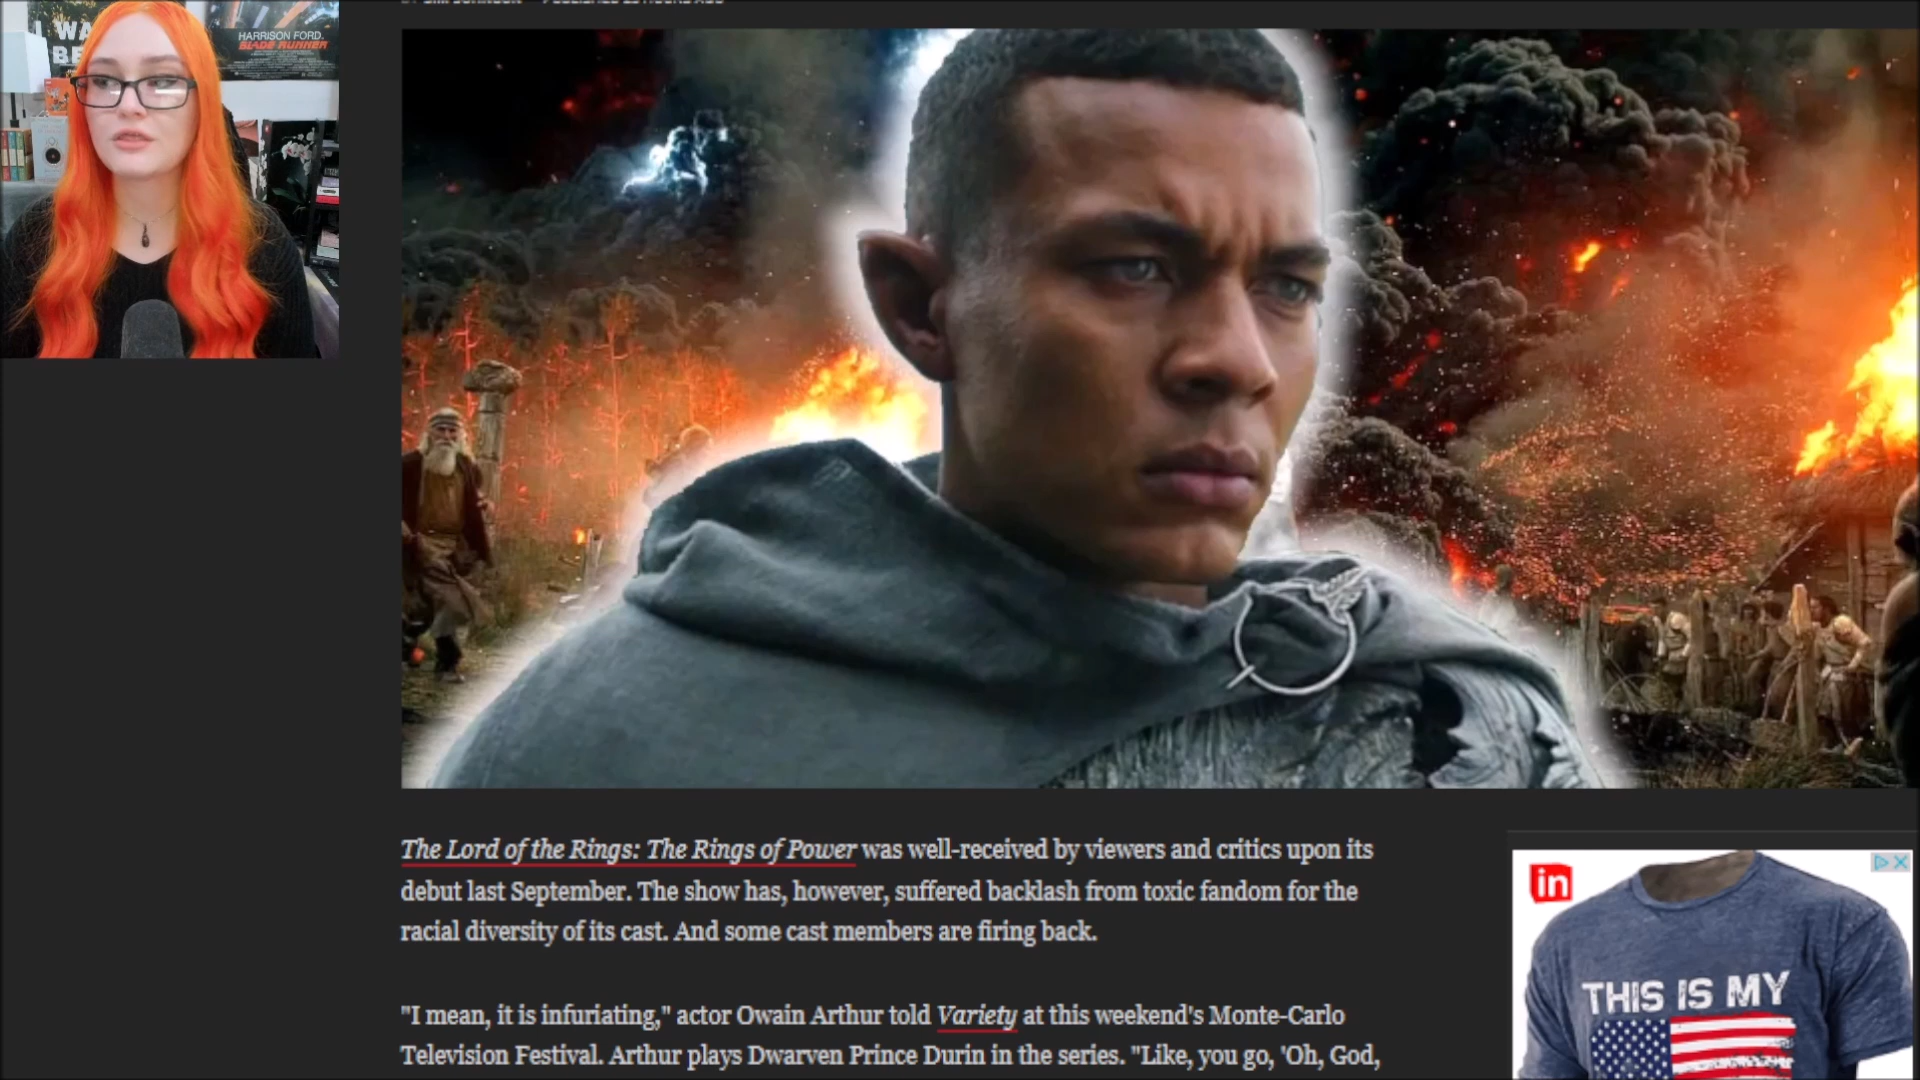 I WA
BE
HARRISON FORD.
BLADE RUNNER
The Lord of the Rings: The Rings of Power was well-received by viewers and critics upon its
debut last September. The show has, however, suffered backlash from toxic fandom for the
racial diversity of its cast. And some cast members are firing back.
"I mean, it is infuriating," actor Owain Arthur told Variety at this weekend's Monte-Carlo
Television Festival. Arthur plays Dwarven Prince Durin in the series. "Like, you go, 'Oh, God,
in
THIS IS MY